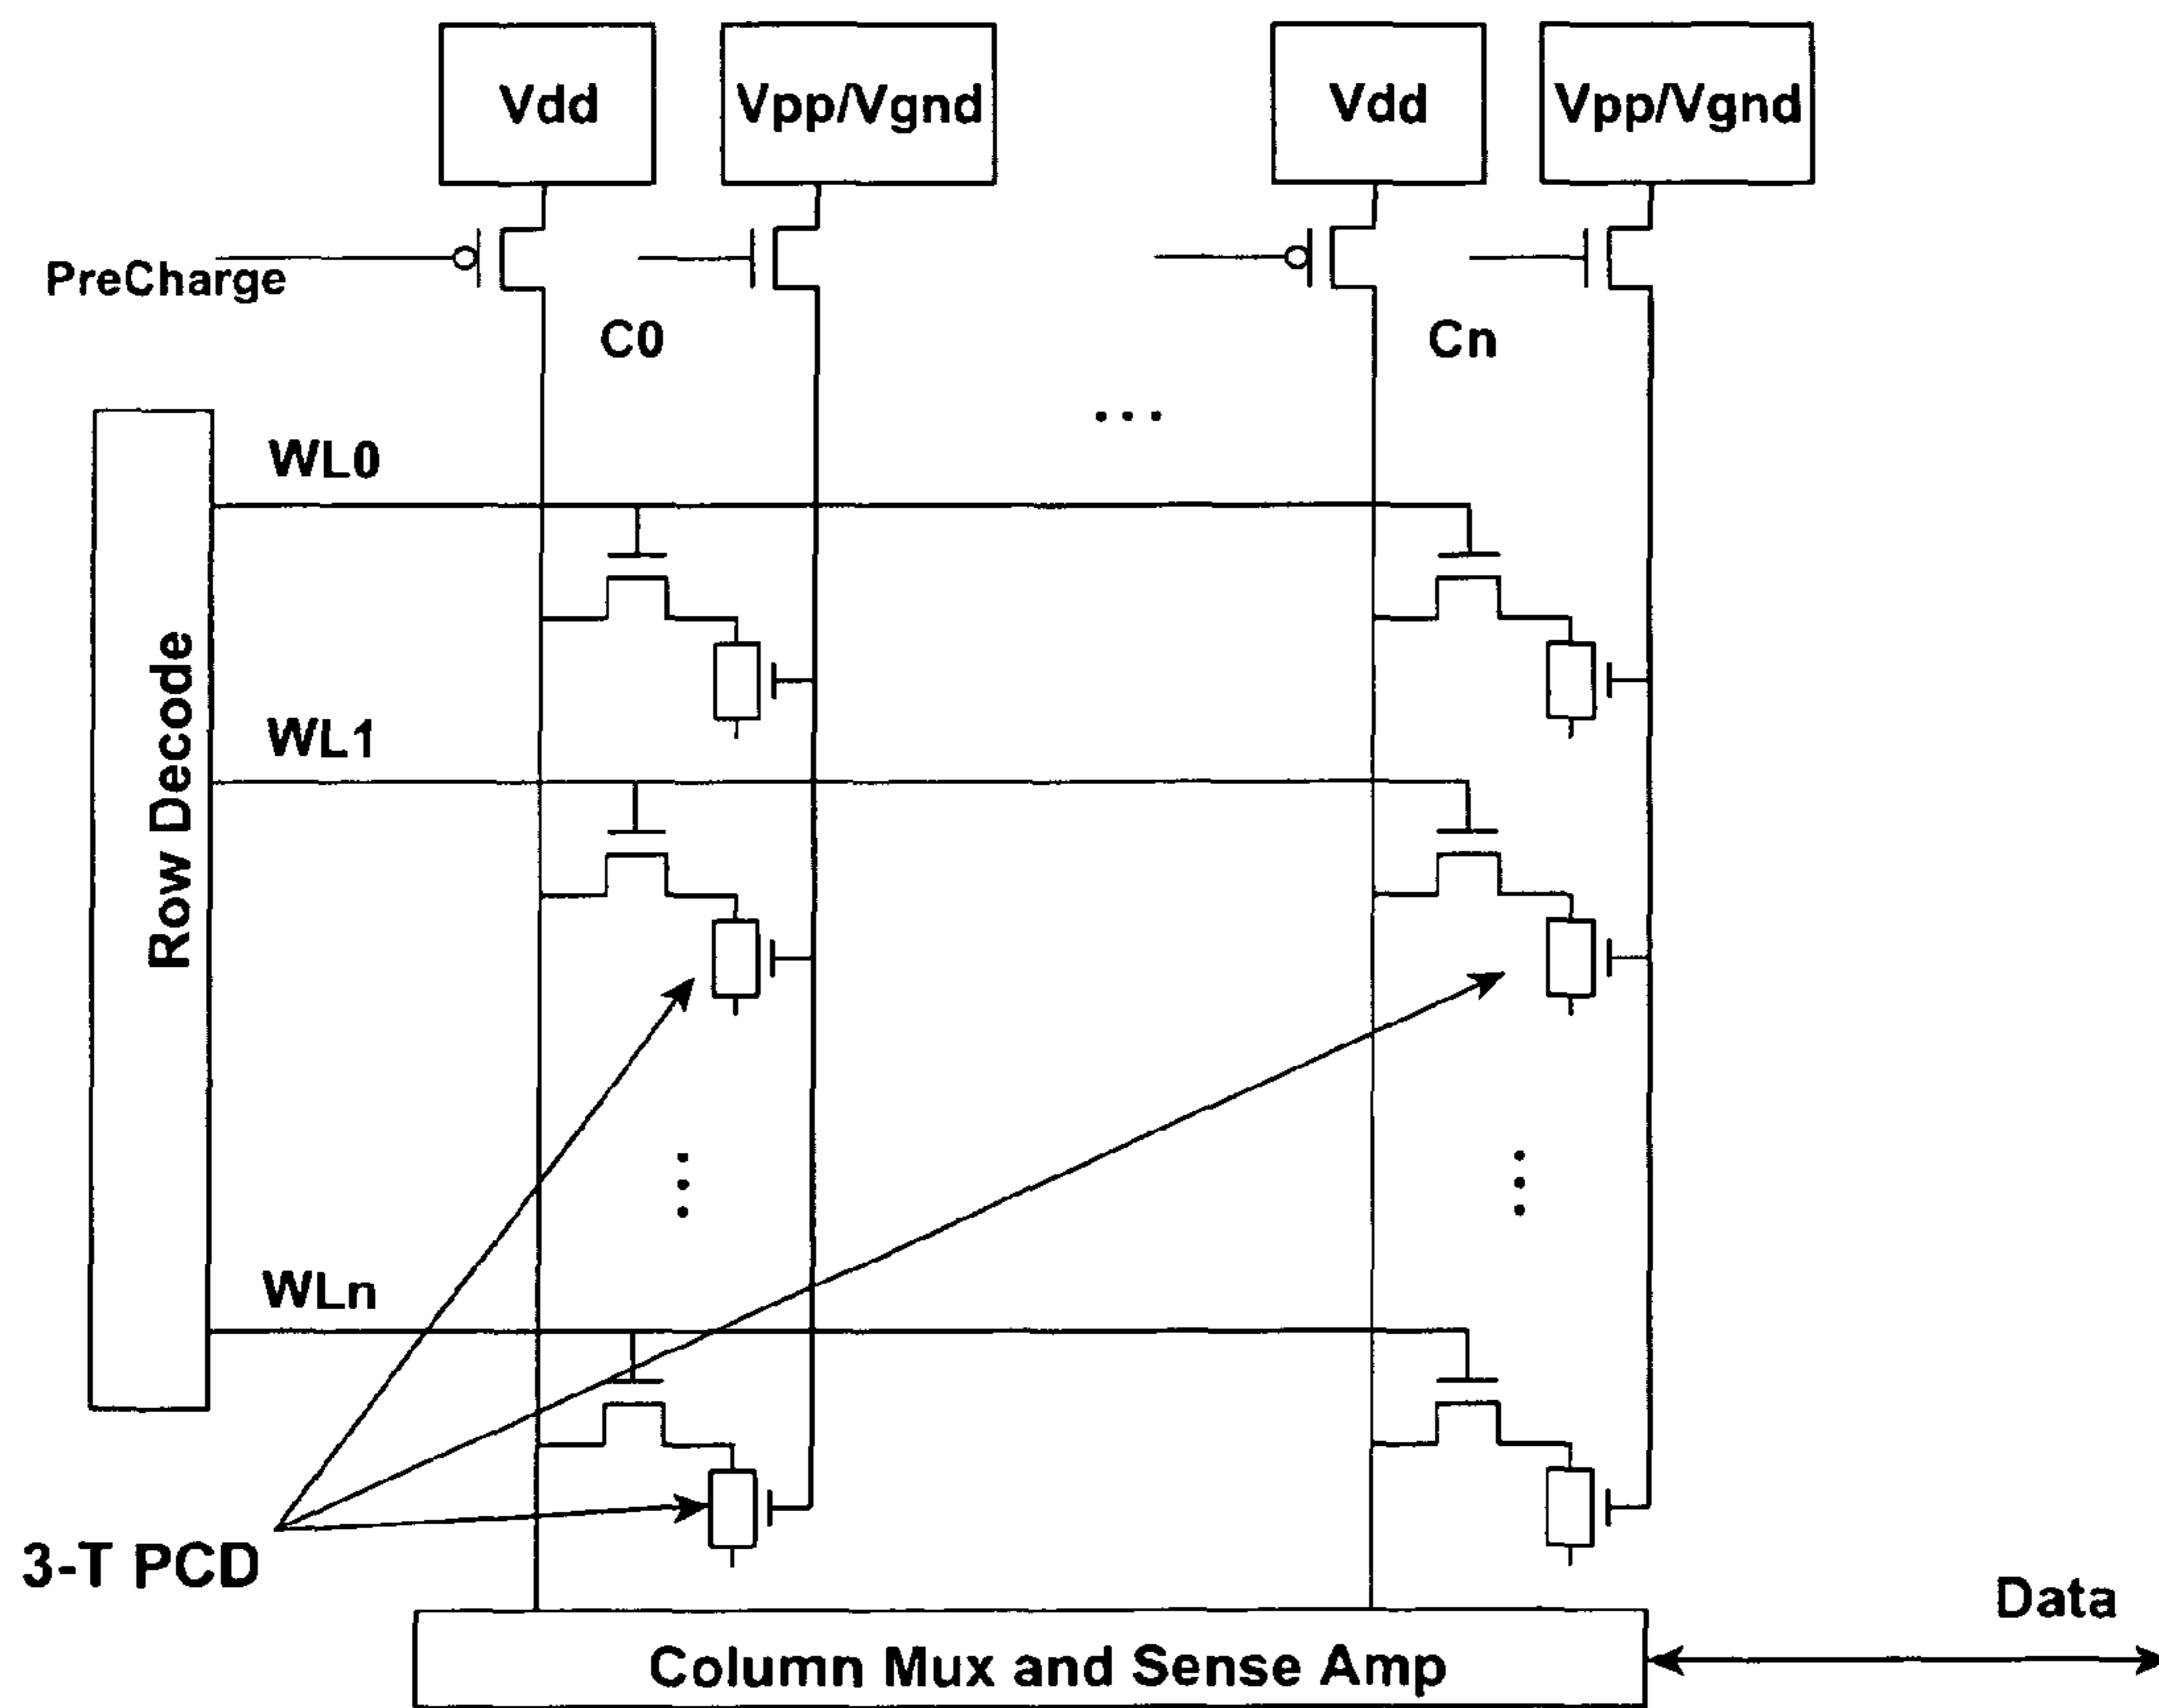 Vdd
Vpp/Vgnd
Vdd
Vpp/Vgnd
PreCharge
C0
Cn
...
WL0
WL1
Row Decode
WLn
3-T PCD
Data
Column Mux and Sense Amp